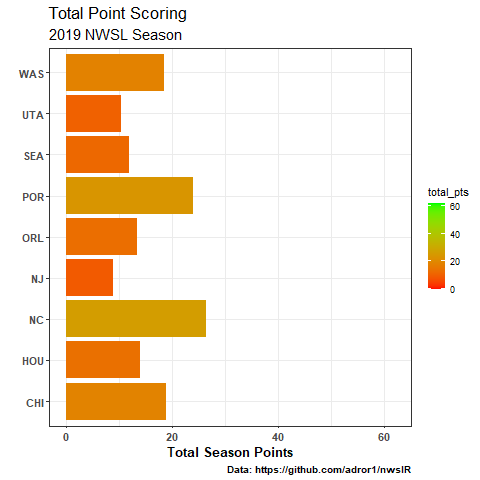 Total Point Scoring
2019 NWSL Season
WAS
UTA
SEA
POR
ORL
NJ
NC
HOU
CHI
0 20 40 60
Total Season Points
Data: https://github.com/adror1/nwslR
total_pts
60
40
20
0